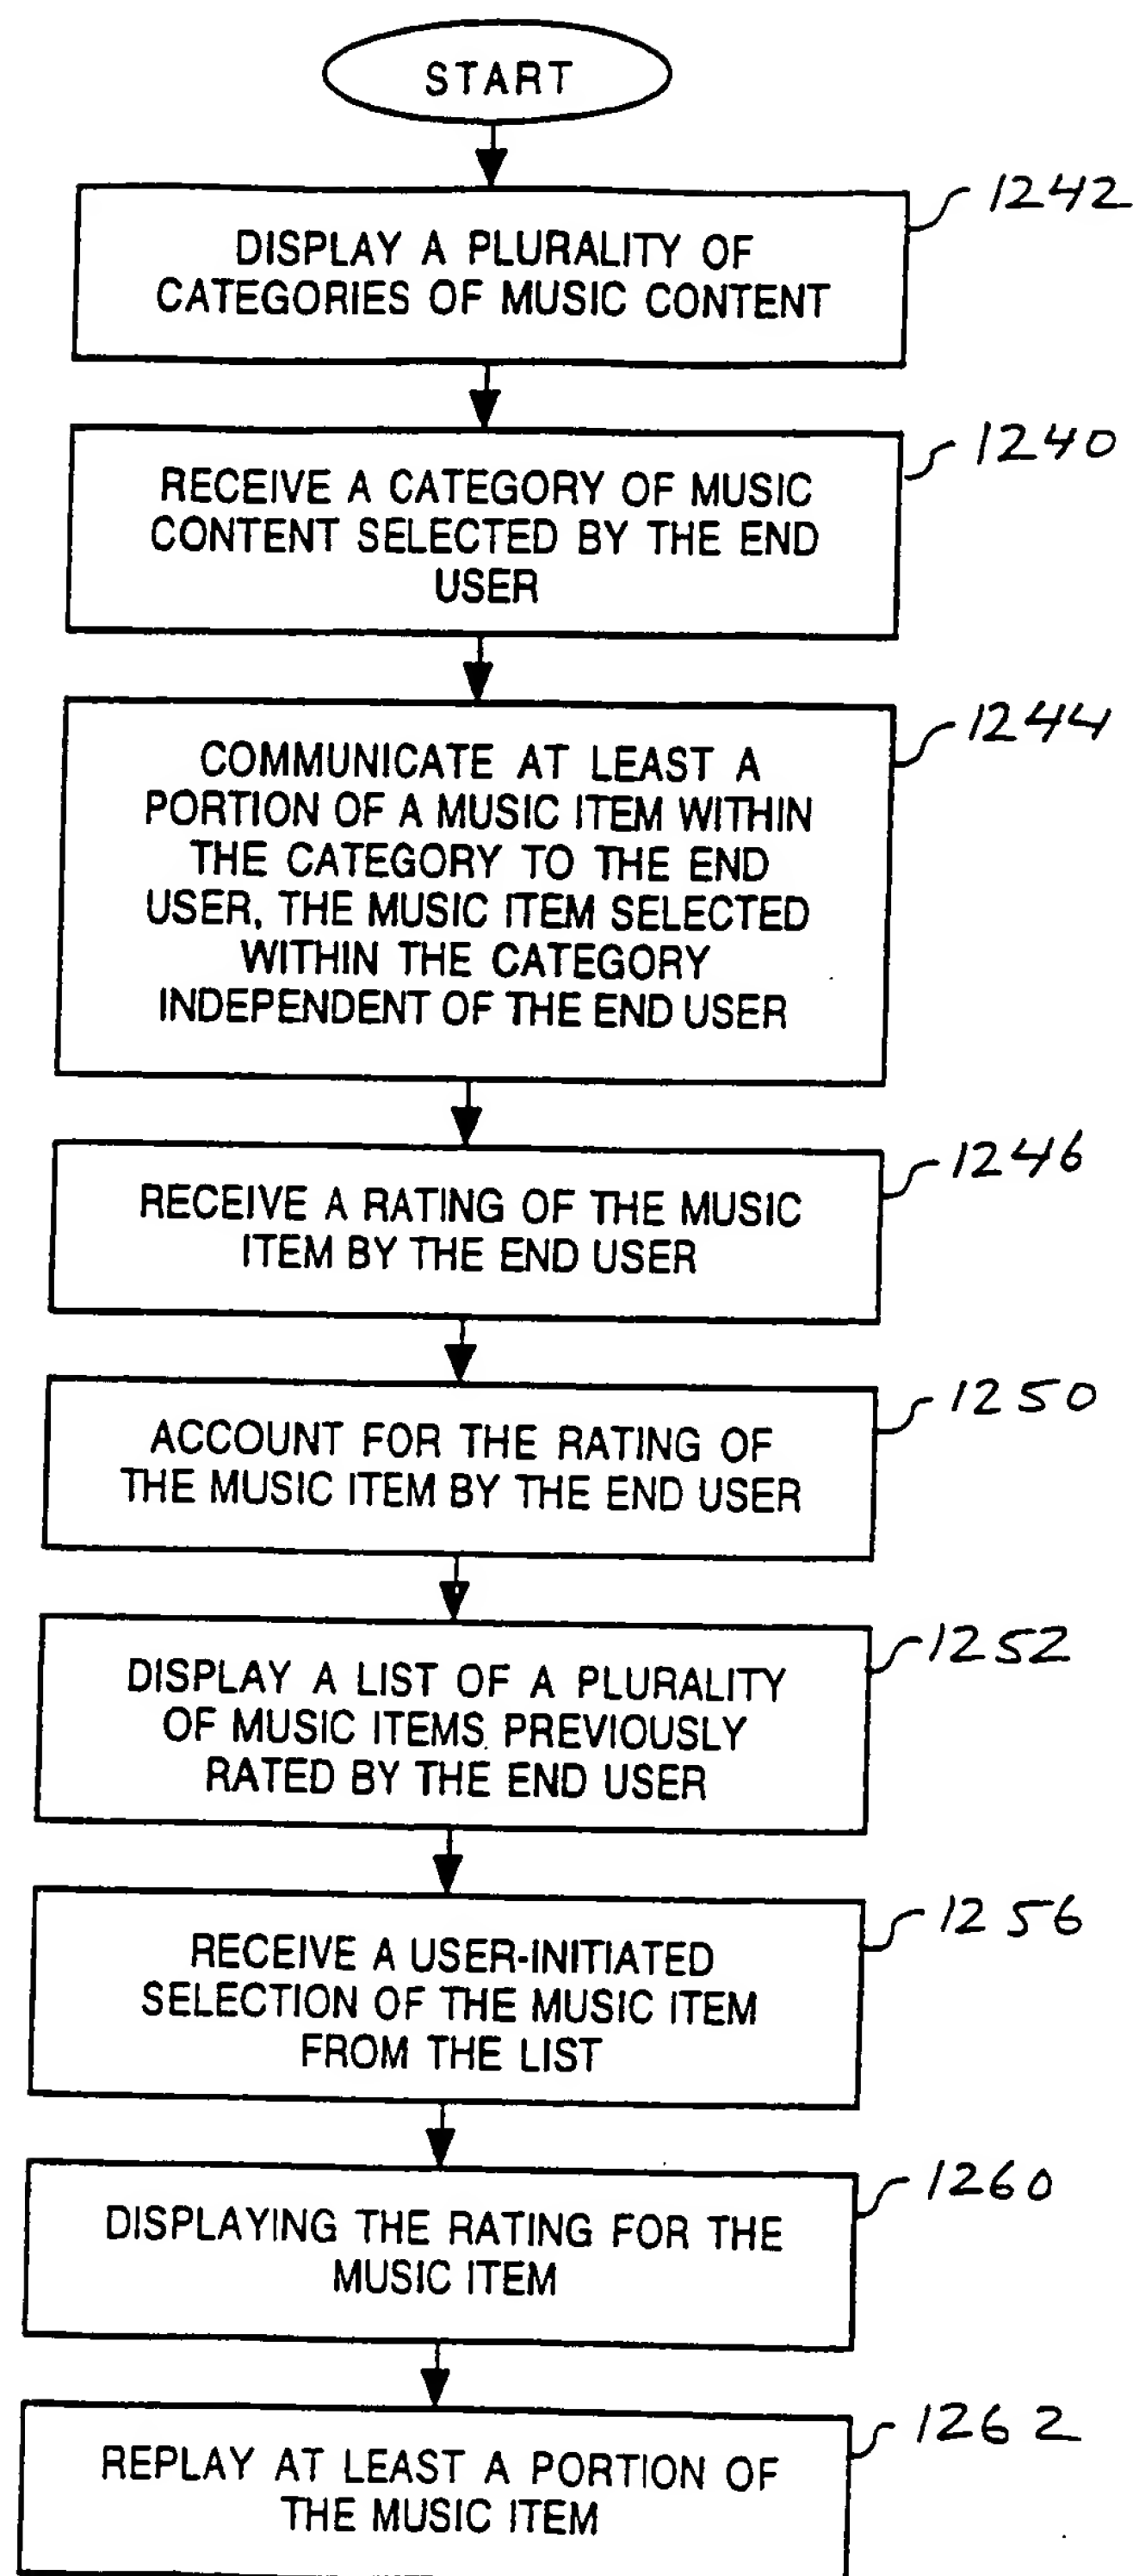 START
1242
DISPLAY A PLURALITY OF
CATEGORIES OF MUSIC CONTENT
1240
RECEIVE A CATEGORY OF MUSIC
CONTENT SELECTED BY THE END
USER
1244
COMMUNICATE AT LEAST A
PORTION OF A MUSIC ITEM WITHIN
THE CATEGORY TO THE END
USER, THE MUSIC ITEM SELECTED
WITHIN THE CATEGORY
INDEPENDENT OF THE END USER
1246
RECEIVE A RATING OF THE MUSIC
ITEM BY THE END USER
1250
ACCOUNT FOR THE RATING OF
THE MUSIC ITEM BY THE END USER
1252
DISPLAY A LIST OF A PLURALITY
OF MUSIC ITEMS PREVIOUSLY
RATED BY THE END USER
1256
RECEIVE A USER-INITIATED
SELECTION OF THE MUSIC ITEM
FROM THE LIST
1260
DISPLAYING THE RATING FOR THE
MUSIC ITEM
1262
REPLAY AT LEAST A PORTION OF
THE MUSIC ITEM